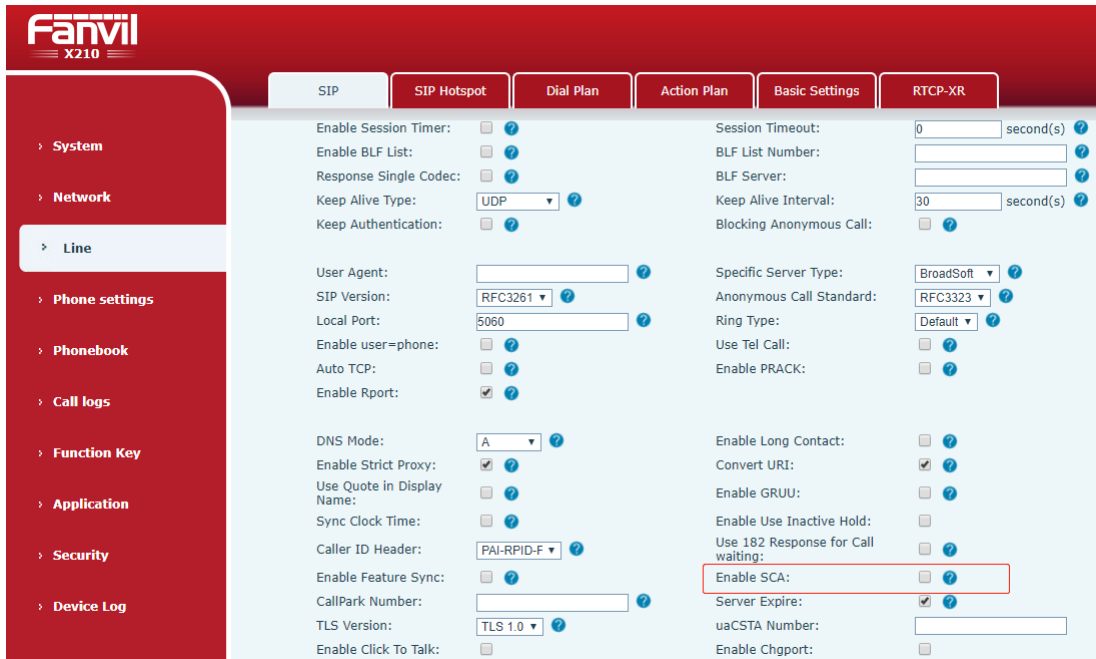 Fanvil
X210
SIP SIP Hotspot Dial Plan Action Plan Basic Settings RTCP-XR
› System
› Network
› Line
› Phone settings
› Phonebook
› Call logs
› Function Key
› Application
› Security
› Device Log
Enable Session Timer: ? Session Timeout: 0 second(s) ?
Enable BLF List: ? BLF List Number: ?
Response Single Codec: ? BLF Server: ?
Keep Alive Type: UDP ? Keep Alive Interval: 30 second(s) ?
Keep Authentication: ? Blocking Anonymous Call: ?
User Agent: ? Specific Server Type: BroadSoft ?
SIP Version: RFC3261 ? Anonymous Call Standard: RFC3323 ?
Local Port: 5060 ? Ring Type: Default ?
Enable user=phone: ? Use Tel Call: ?
Auto TCP: ? Enable PRACK: ?
Enable Rport: ?
DNS Mode: A ? Enable Long Contact: ?
Enable Strict Proxy: ? Convert URI: ?
Use Quote in Display
Name: ? Enable GRUU: ?
Sync Clock Time: ? Enable Use Inactive Hold:
Caller ID Header: PAI-RPID-F ? Use 182 Response for Call
waiting: ?
Enable Feature Sync: ? Enable SCA: ?
CallPark Number: ? Server Expire: ?
TLS Version: TLS 1.0 ? uaCSTA Number:
Enable Click To Talk: Enable Chgport: